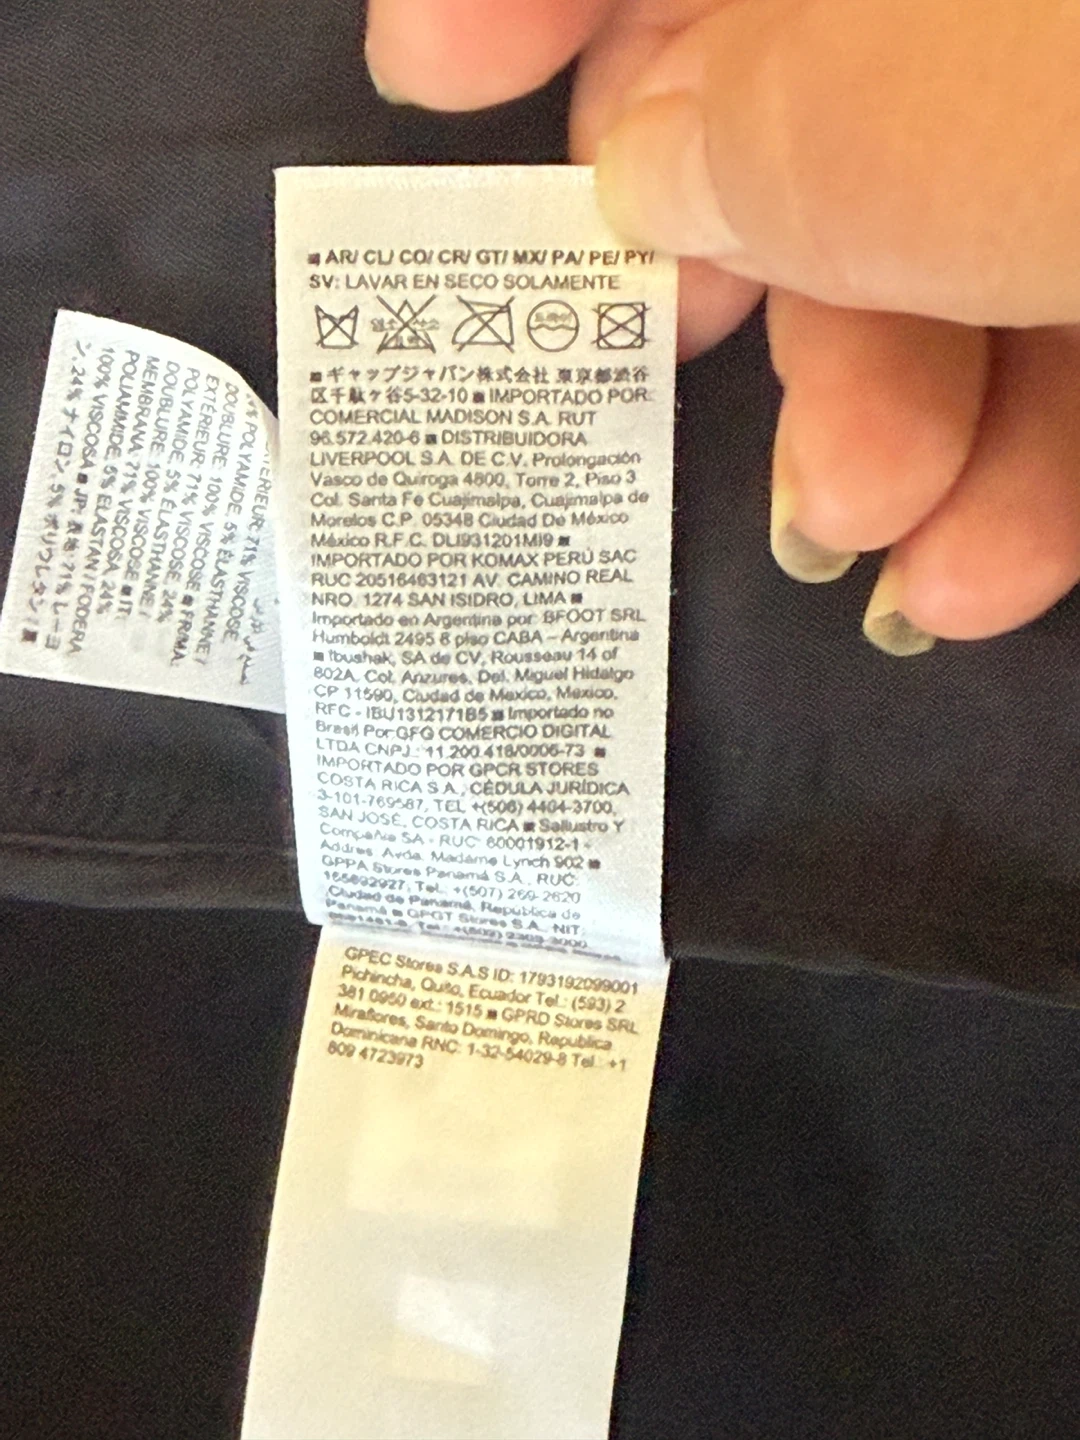 ■ AR/ CL/ CO/ CR/ GT/ MX/ PA/ PE/ PY/
SV: LAVAR EN SECO SOLAMENTE
■ ギャップジャパン株式会社 東京都渋谷
区千駄ヶ谷5-32-10 ■ IMPORTADO POR:
COMERCIAL MADISON S.A. RUT
96.572.420-6 ■ DISTRIBUIDORA
LIVERPOOL S.A. DE C.V. Prolongación
Vasco de Quiroga 4800, Torre 2, Piso 3
Col. Santa Fe Cuajimalpa, Cuajimalpa de
Morelos C.P. 05348 Ciudad De México
México R.F.C. DLI931201MI9 ■
IMPORTADO POR KOMAX PERÚ SAC
RUC 20516463121 AV. CAMINO REAL
NRO. 1274 SAN ISIDRO, LIMA ■
Importado en Argentina por: BFOOT SRL
Humboldt 2495 8 piso CABA – Argentina
■ Ibushak, SA de CV, Rousseau 14 of
802A, Col. Anzures, Del. Miguel Hidalgo
CP 11590, Ciudad de Mexico, Mexico,
RFC - IBU1312171B5 ■ Importado no
Brasil Por:GFG COMERCIO DIGITAL
LTDA CNPJ.: 11.200.418/0006-73 ■
IMPORTADO POR GPCR STORES
COSTA RICA S.A., CÉDULA JURÍDICA
3-101-769587, TEL +(506) 4404-3700,
SAN JOSÉ, COSTA RICA ■ Sallustro Y
Compañia SA - RUC: 80001912-1 -
Addres. Avda. Madame Lynch 902 ■
GPPA Stores Panamá S.A., RUC:
155692927, Tel.: +(507) 269-2620
Ciudad de Panamá, Republica de
Panamá ■ GPGT Stores S.A., NIT:
GPEC Stores S.A.S ID: 1793192099001
Pichincha, Quito, Ecuador Tel.: (593) 2
381 0950 ext.: 1515 ■ GPRD Stores SRL
Miraflores, Santo Domingo, Republica
Dominicana RNC: 1-32-54029-8 Tel.: +1
809 4723973
71% VISCOSE,
% POLYAMIDE, 5% ÉLASTHANNE /
DOUBLURE: 100% VISCOSE
EXTÉRIEUR: 71% VISCOSE, 24%
POLYAMIDE, 5% ÉLASTHANNE /
DOUBLURE: 100% VISCOSE ■
MEMBRANA: 71% VISCOSA, 24%
POLIAMMIDE, 5% ELASTAN / FODERA
100% VISCOSA ■ JP: 表地: 71% レーヨ
ン, 24% ナイロン, 5% ポリウレタン / ■